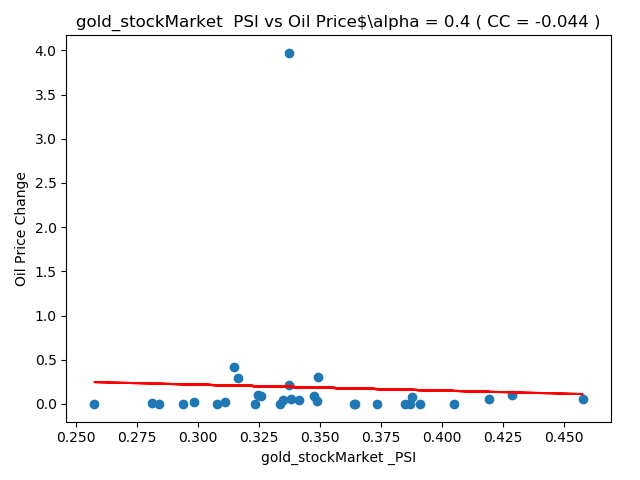 gold_stockMarket  PSI vs Oil Price$\alpha = 0.4 ( CC = -0.044 )
4.0
3.5
3.0
2.5
2.0
1.5
1.0
0.5
0.0
Oil Price Change
0.250 0.275 0.300 0.325 0.350 0.375 0.400 0.425 0.450
gold_stockMarket _PSI